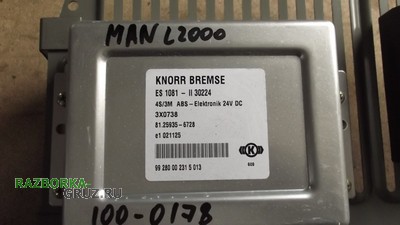 MAN L2000
KNORR BREMSE
ES 1081 - II 30224
4S/3M ABS - Elektronik 24V DC
3X0738
81.25935-6728
e1 021125
K
99 280 00 231 5 013
RAZBORKA
GRUZ.RU
100-0178